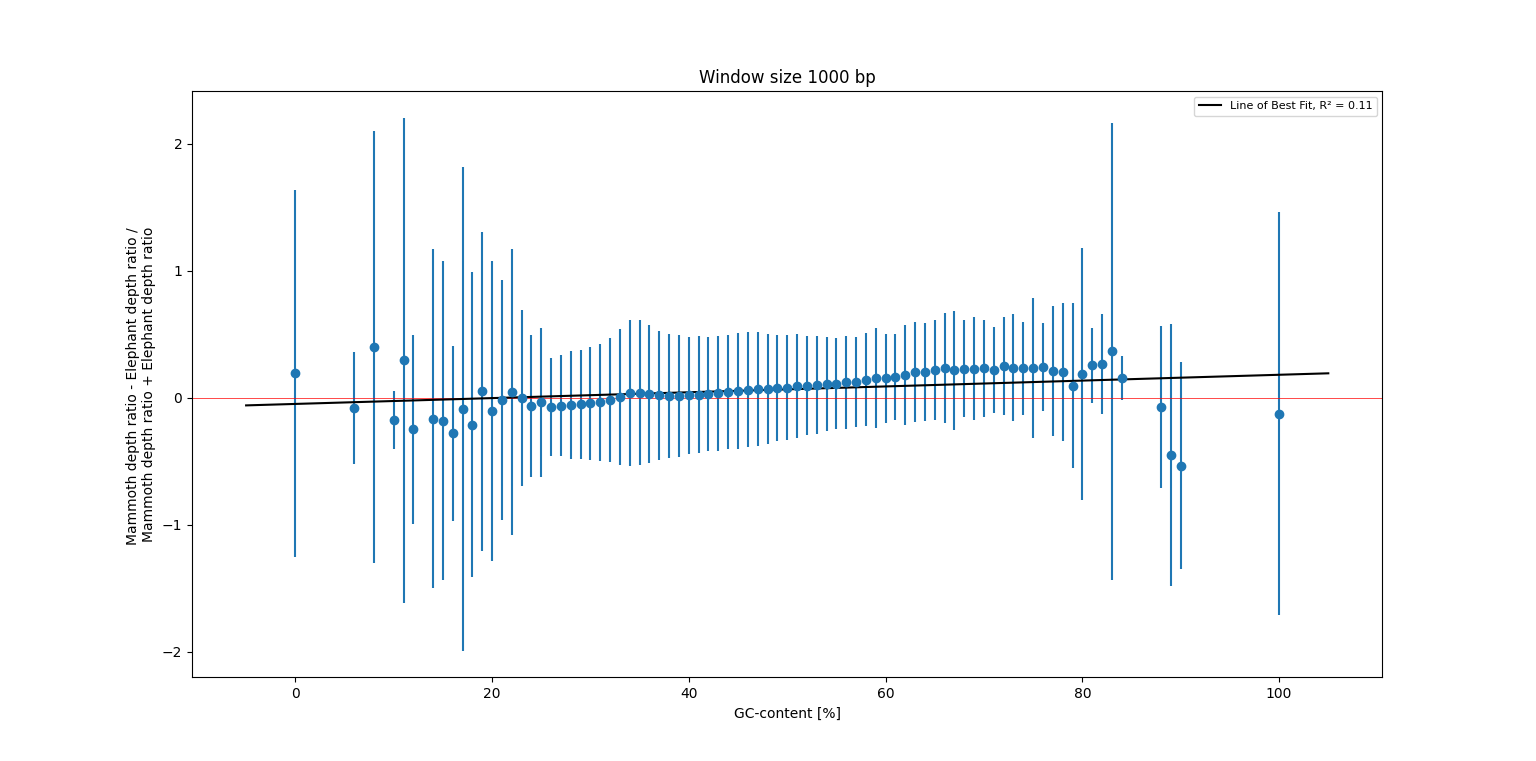 Window size 1000 bp
Line of Best Fit, R² = 0.11
Mammoth depth ratio - Elephant depth ratio /
Mammoth depth ratio + Elephant depth ratio
2
1
0
−1
−2
0
20
40
60
80
100
GC-content [%]